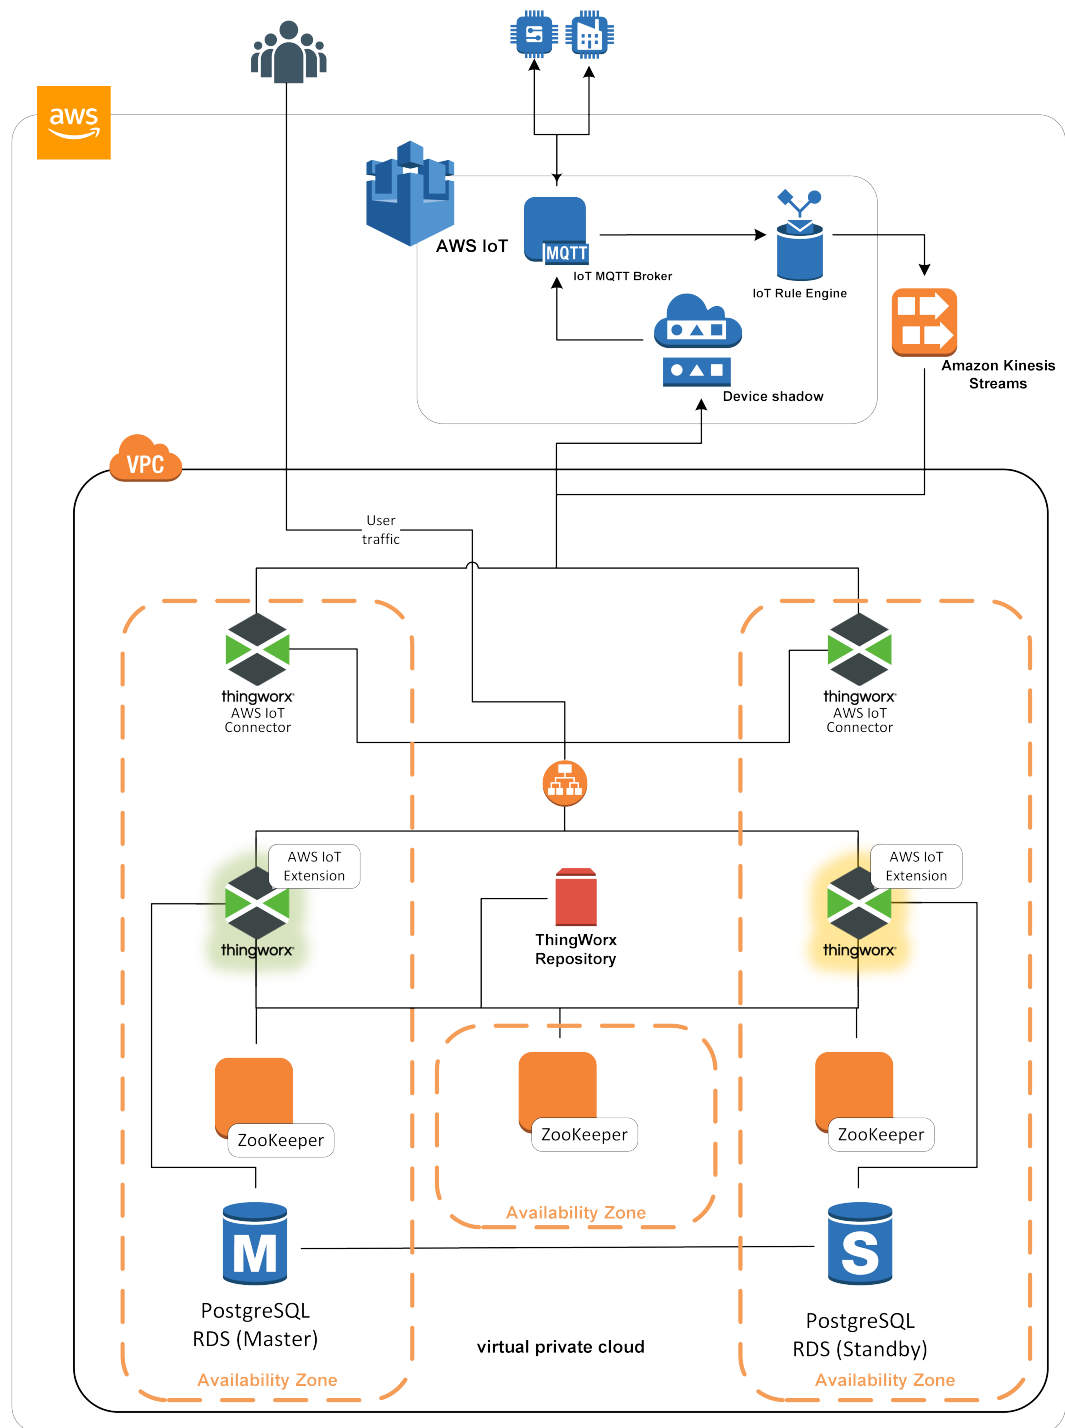 aws
MQTT
AWS IoT
IoT MQTT Broker
IoT Rule Engine
Amazon Kinesis
Streams
Device shadow
VPC
User
traffic
thingworx
AWS IoT
Connector
thingworx
AWS IoT
Connector
AWS IoT
Extension
thingworx
AWS IoT
Extension
thingworx
ThingWorx
Repository
ZooKeeper
ZooKeeper
ZooKeeper
Availability Zone
M
S
PostgreSQL
RDS (Master)
PostgreSQL
RDS (Standby)
virtual private cloud
Availability Zone
Availability Zone